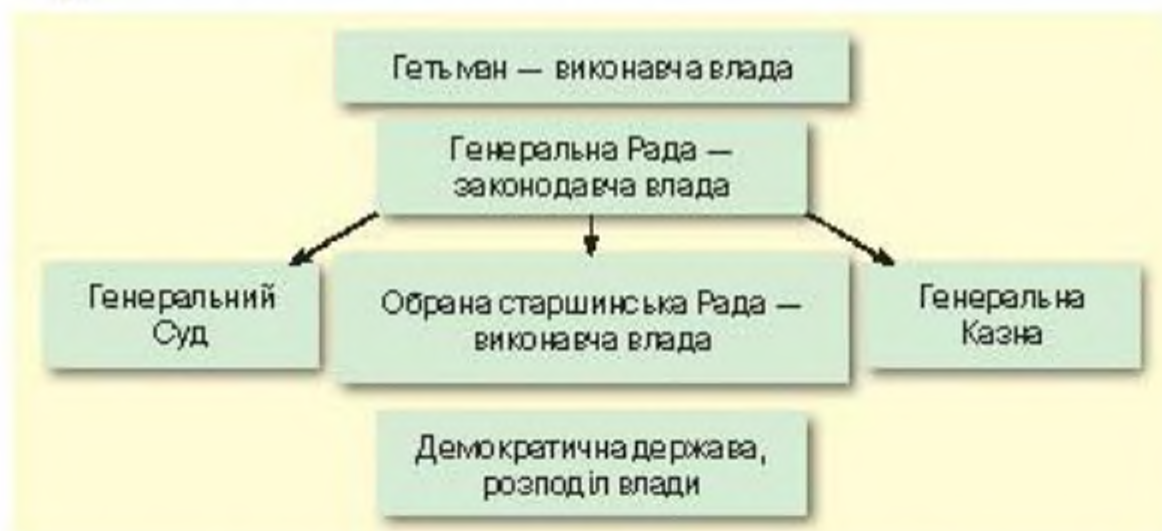 Гетьман — виконавча влада
Генеральна Рада —
законодавча влада
Генеральний
Суд
Обрана старшинська Рада —
виконавча влада
Генеральна
Казна
Демократична держава,
розподіл влади